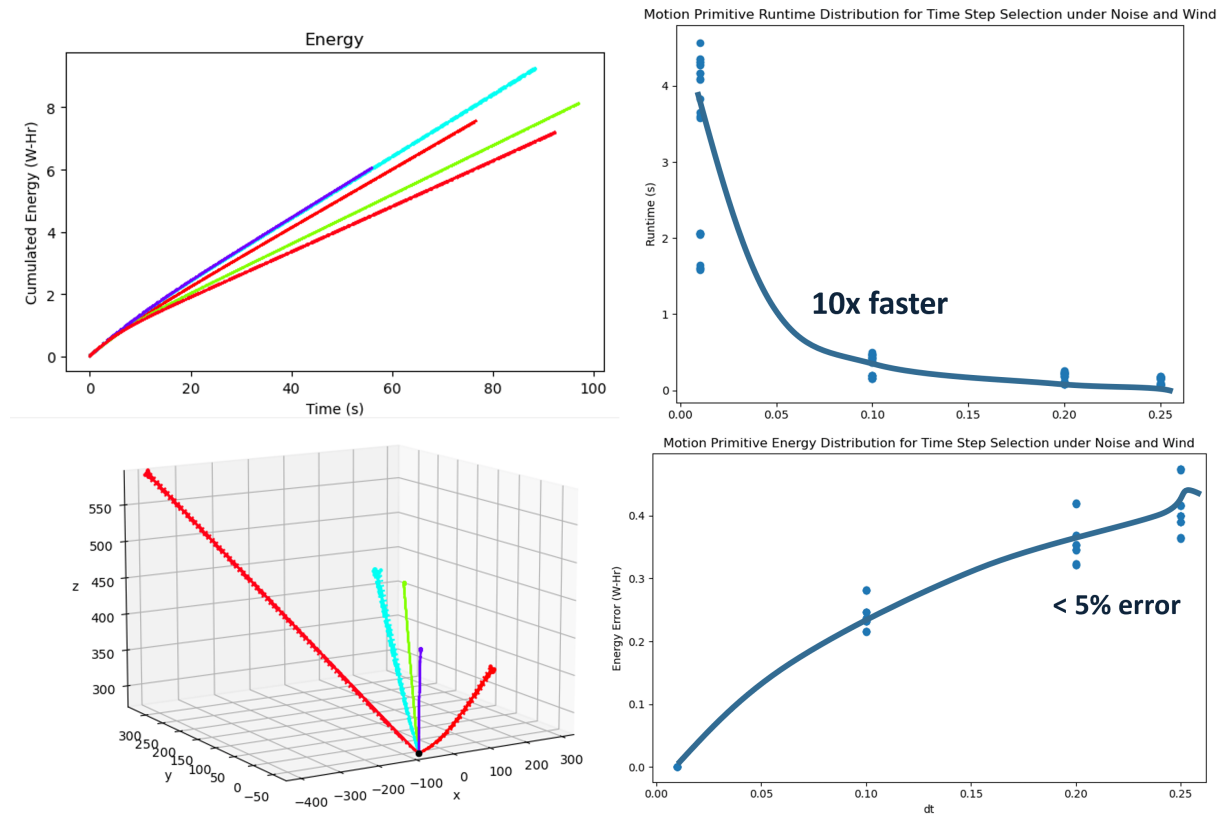 Energy
Cumulated Energy (W-Hr)
8
6
4
2
0
0 20 40 60 80 100
Time (s)
Motion Primitive Runtime Distribution for Time Step Selection under Noise and Wind
Runtime (s)
4
3
2
1
0
10x faster
0.00 0.05 0.10 0.15 0.20 0.25
z
550
500
450
400
350
300
300
250
200
150
100
50
0
−50
y
−400 −300 −200 −100 0 100 200 300
x
Motion Primitive Energy Distribution for Time Step Selection under Noise and Wind
Energy Error (W-Hr)
0.4
0.3
0.2
0.1
0.0
< 5% error
0.00 0.05 0.10 0.15 0.20 0.25
dt